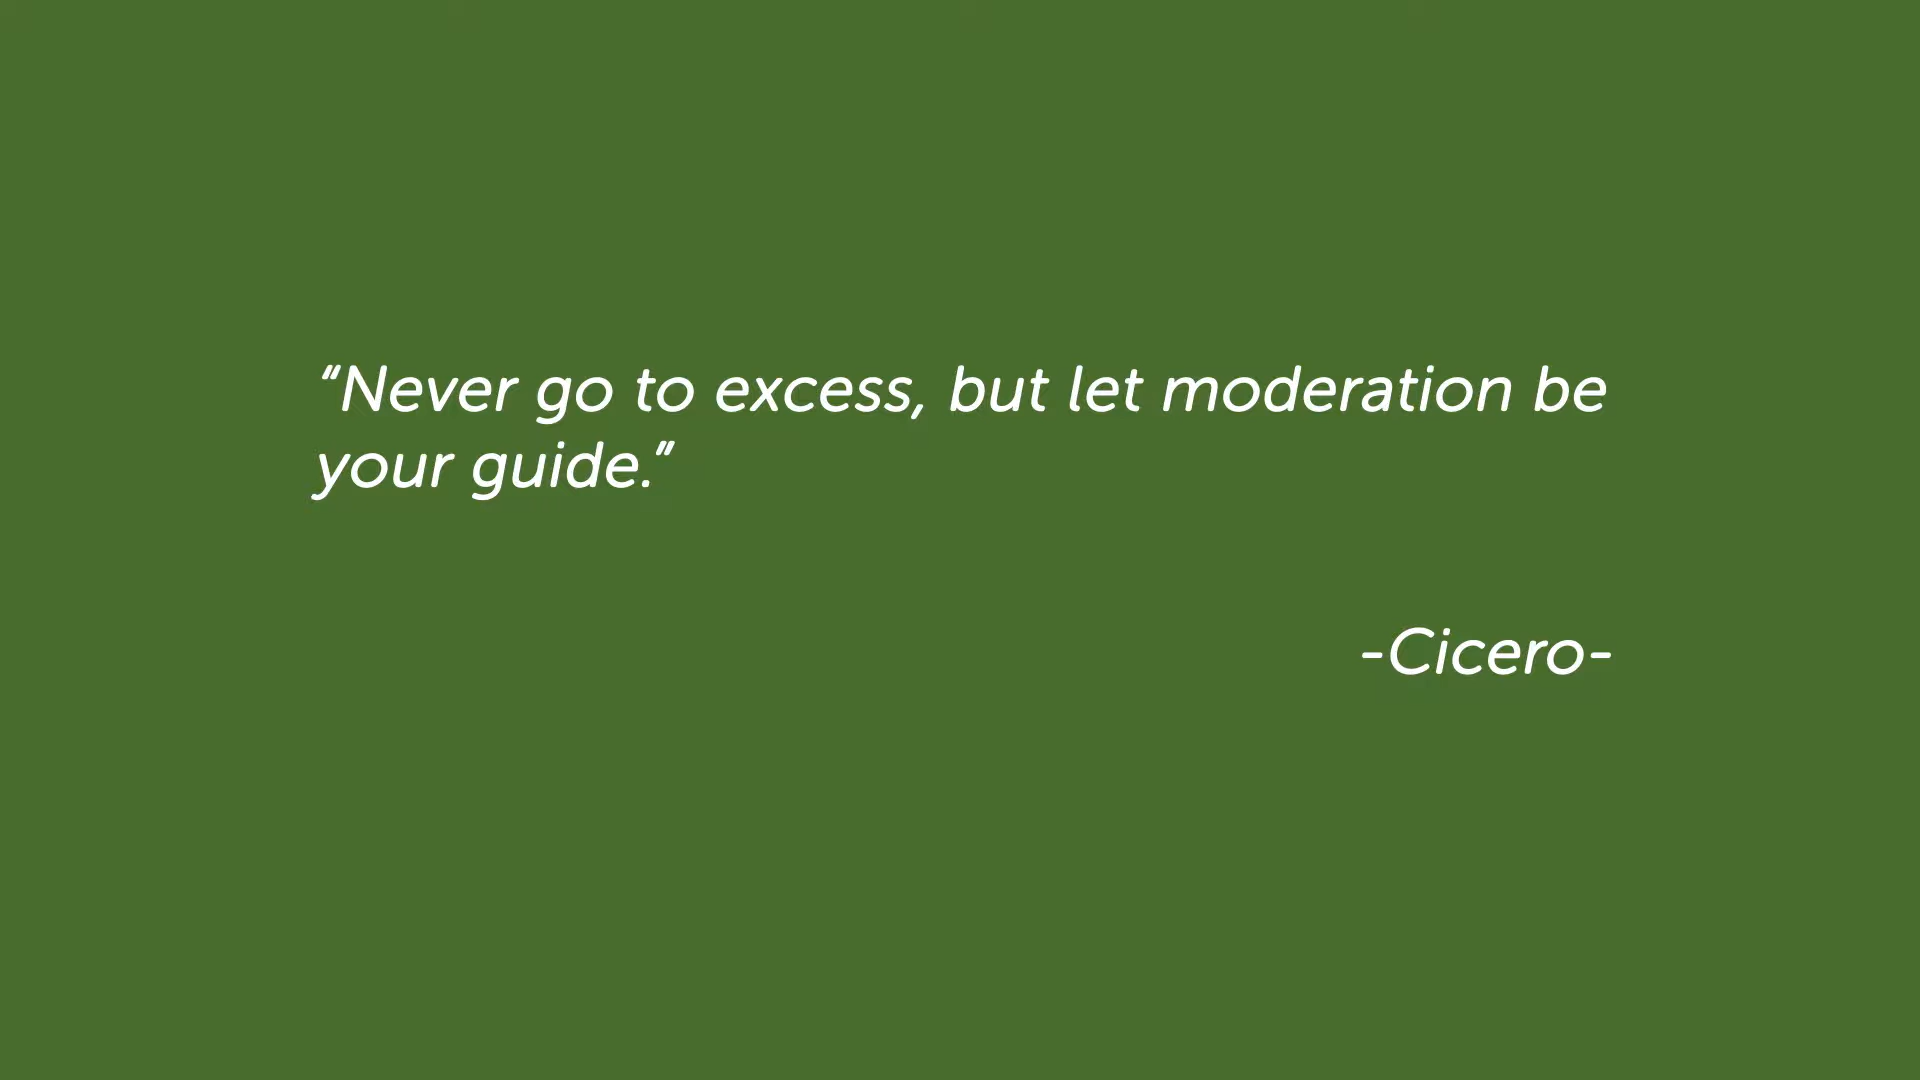 “Never go to excess, but let moderation be
your guide.”
-Cicero-